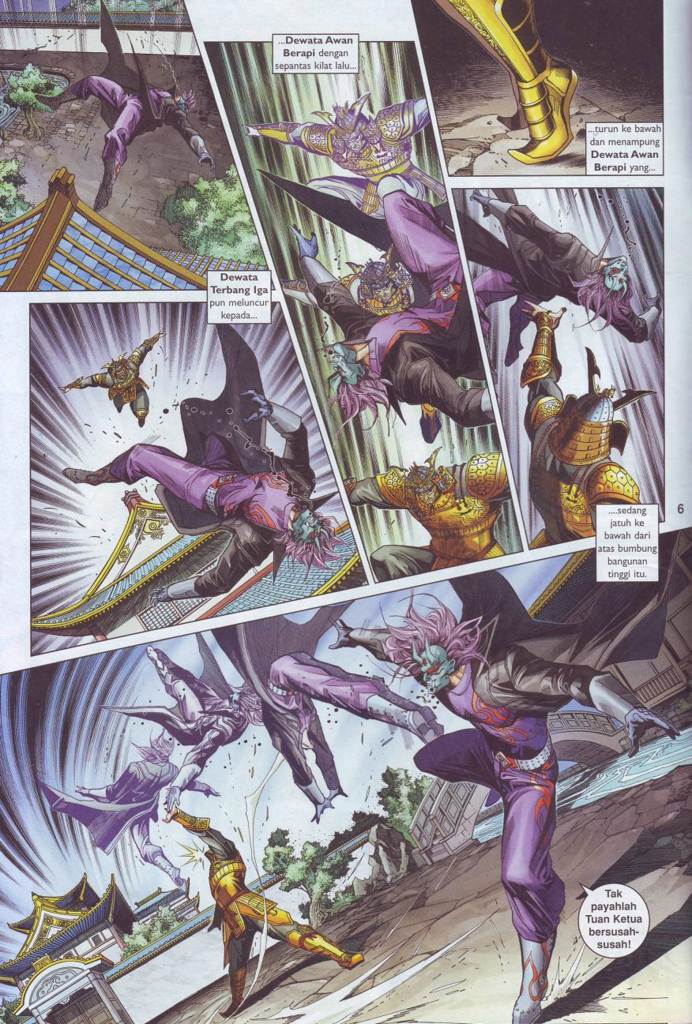 Dewata
Terbang Iga
pun meluncur
kepada...
...Dewata Awan
Berapi dengan
sepantas kilat lalu...
...turun ke bawah
dan menampung
Dewata Awan
Berapi yang...
....sedang
jatuh ke
bawah dari
atas bumbung
bangunan
tinggi itu.
6
Tak
payahlah
Tuan Ketua
bersusah-
susah!